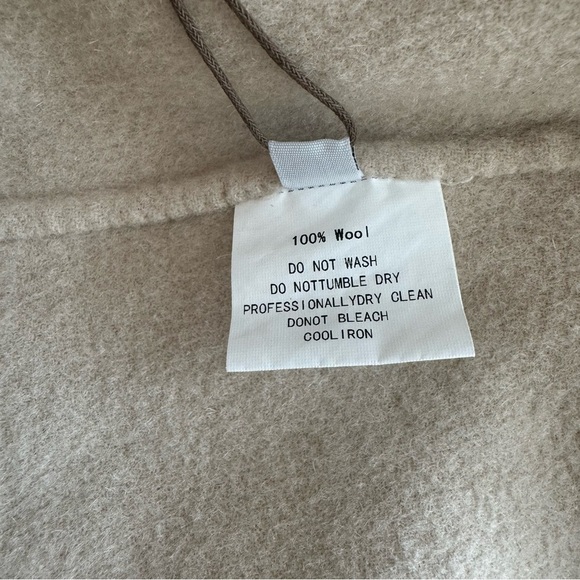 100% Wool
DO NOT WASH
DO NOTTUMBLE DRY
PROFESSIONALLYDRY CLEAN
DONOT BLEACH
COOLIRON